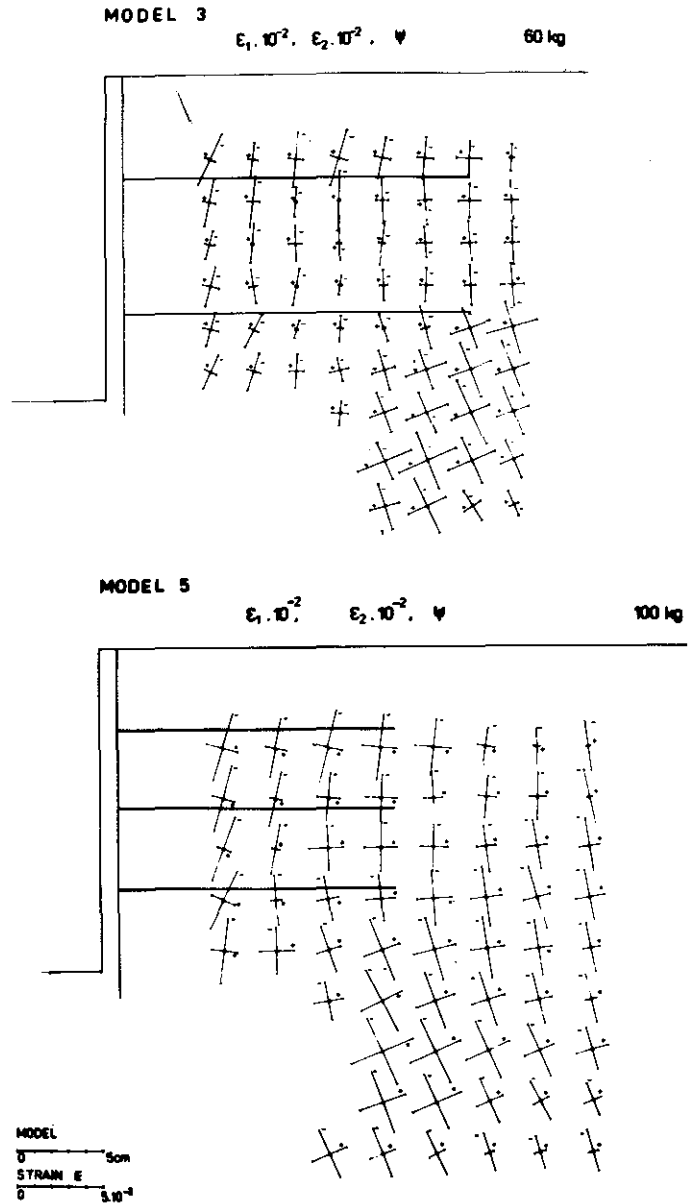 MODEL 3
ε₁.10⁻², ε₂.10⁻², ψ 60 kg
MODEL 5
ε₁.10⁻², ε₂.10⁻², ψ 100 kg
MODEL
0 5cm
STRAIN E
0 5.10⁻²